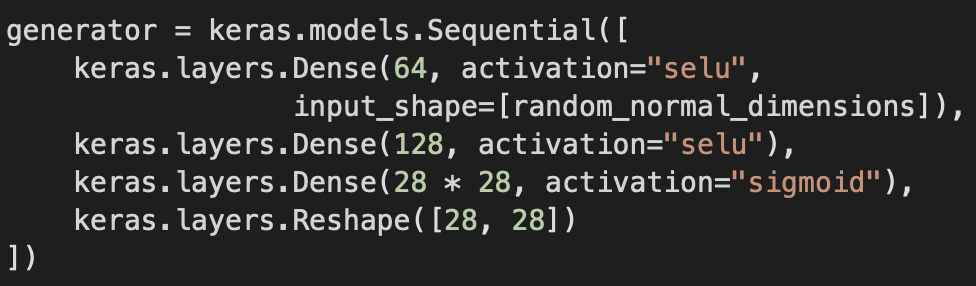 generator = keras.models.Sequential([
    keras.layers.Dense(64, activation="selu",
                 input_shape=[random_normal_dimensions]),
    keras.layers.Dense(128, activation="selu"),
    keras.layers.Dense(28 * 28, activation="sigmoid"),
    keras.layers.Reshape([28, 28])
])